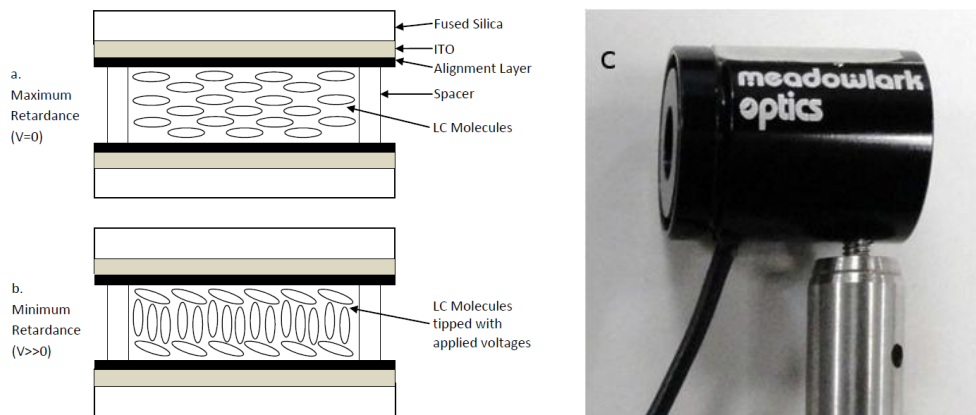 a.
Maximum
Retardance
(V=0)
Fused Silica
ITO
Alignment Layer
Spacer
LC Molecules
b.
Minimum
Retardance
(V>>0)
LC Molecules
tipped with
applied voltages
c
meadowlark
optics